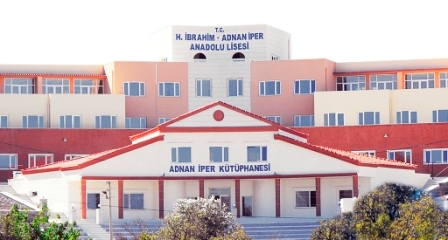 T.C.
H. İBRAHİM - ADNAN İPER
ANADOLU LİSESİ
ADNAN İPER KÜTÜPHANESİ